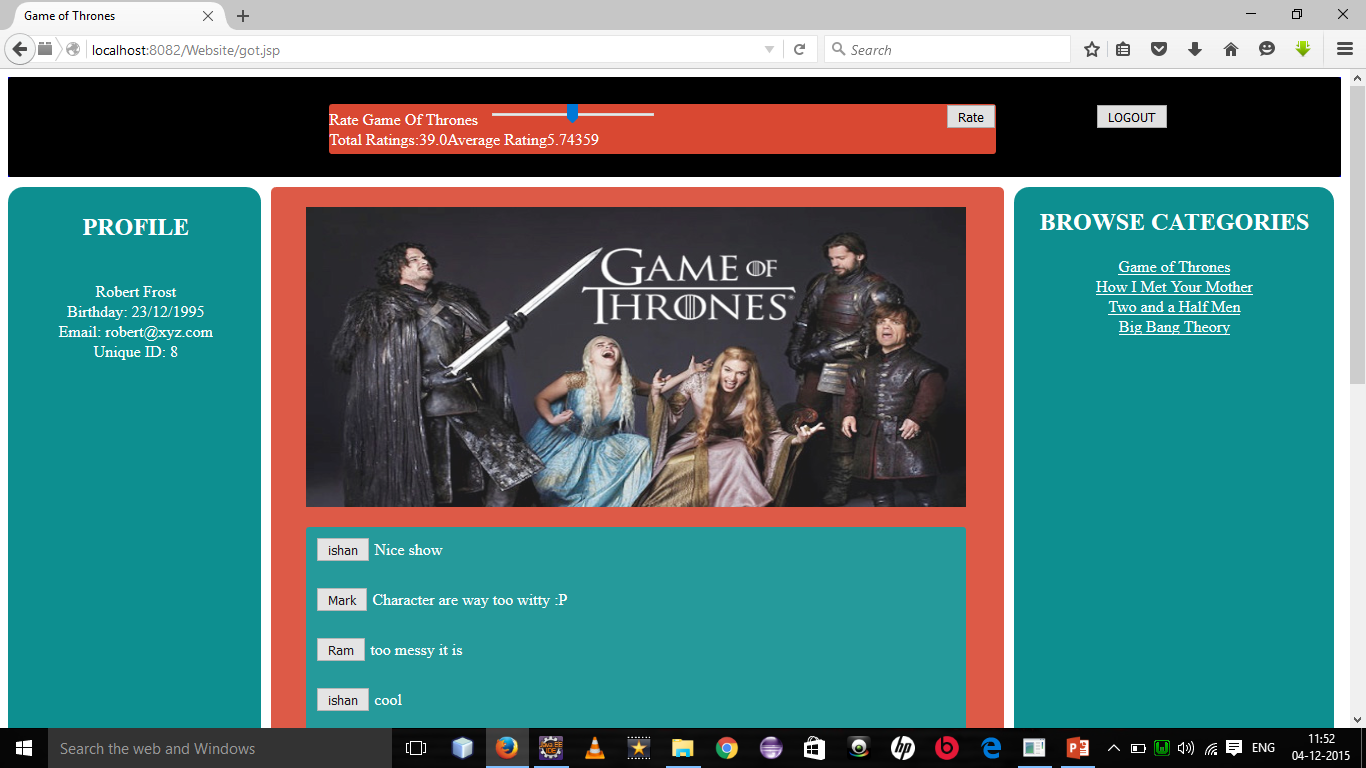 Game of Thrones
localhost:8082/Website/got.jsp
Search
Rate Game Of Thrones
Rate
LOGOUT
Total Ratings:39.0Average Rating5.74359
PROFILE
Robert Frost
Birthday: 23/12/1995
Email: robert@xyz.com
Unique ID: 8
GAME OF
THRONES
ishan Nice show
Mark Character are way too witty :P
Ram too messy it is
ishan cool
BROWSE CATEGORIES
Game of Thrones
How I Met Your Mother
Two and a Half Men
Big Bang Theory
Search the web and Windows
ENG
11:52
04-12-2015